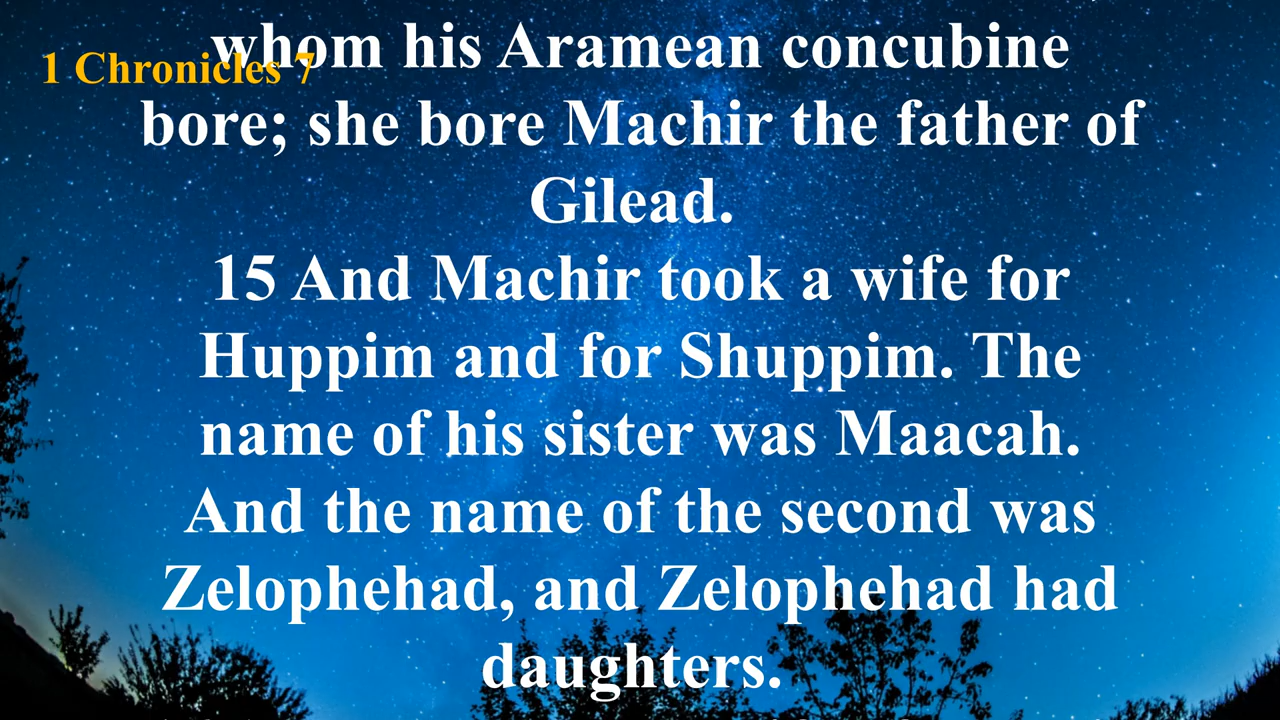 1 Chronicles 7
whom his Aramean concubine
bore; she bore Machir the father of
Gilead.
15 And Machir took a wife for
Huppim and for Shuppim. The
name of his sister was Maacah.
And the name of the second was
Zelophehad, and Zelophehad had
daughters.